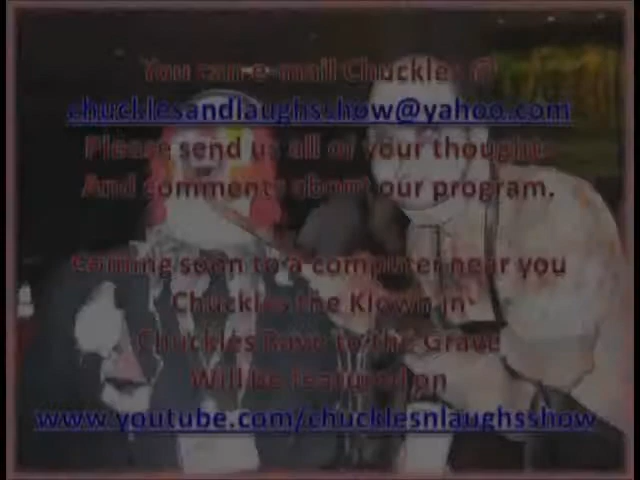 You can e-mail Chuckles @
chucklesandlaughsshow@yahoo.com
Please send us all of your thought
And comments about our program.
Coming soon to a computer near you
Chuckles the Klown in
Chuckles to the Grave
Will be featured on
www.youtube.com/chucklesnlaughsshow